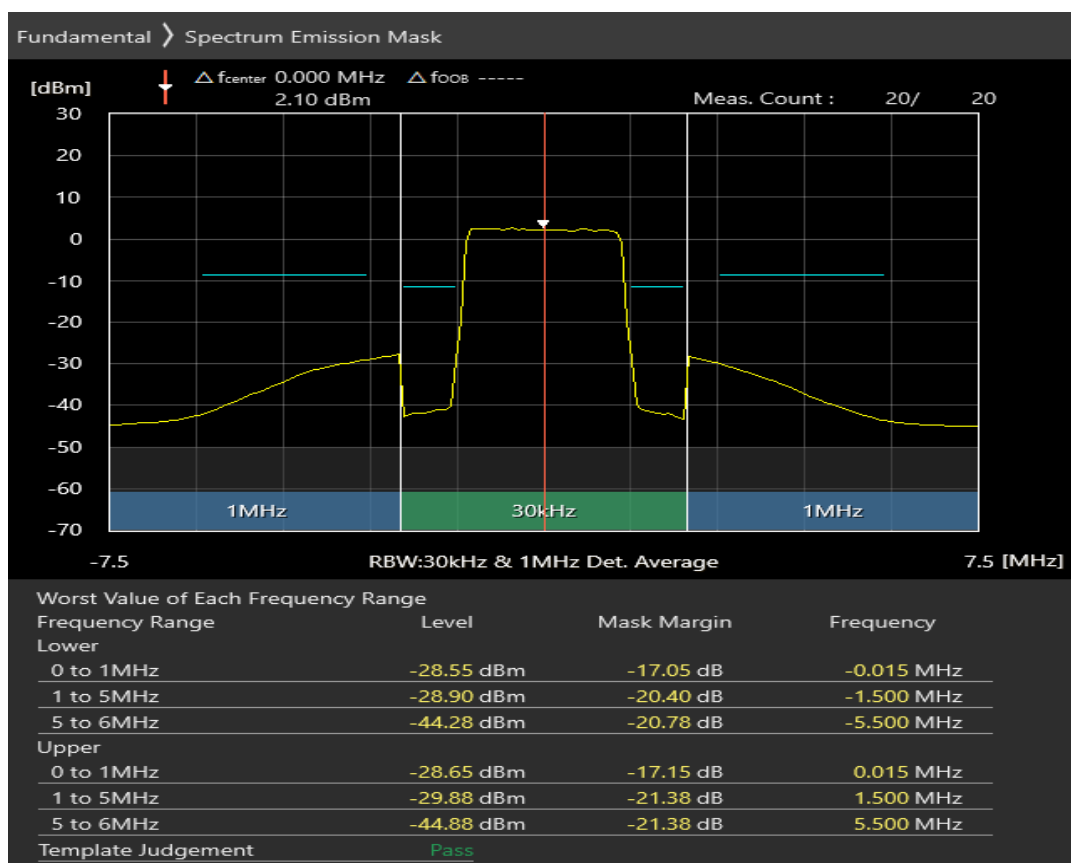 Fundamental ❯ Spectrum Emission Mask
[dBm] △ fcenter 0.000 MHz △ fOOB -----
2.10 dBm Meas. Count : 20/ 20
30
20
10
0
-10
-20
-30
-40
-50
-60
1MHz 30kHz 1MHz
-70
-7.5 RBW:30kHz & 1MHz Det. Average 7.5 [MHz]
Worst Value of Each Frequency Range
Frequency Range Level Mask Margin Frequency
Lower
0 to 1MHz -28.55 dBm -17.05 dB -0.015 MHz
1 to 5MHz -28.90 dBm -20.40 dB -1.500 MHz
5 to 6MHz -44.28 dBm -20.78 dB -5.500 MHz
Upper
0 to 1MHz -28.65 dBm -17.15 dB 0.015 MHz
1 to 5MHz -29.88 dBm -21.38 dB 1.500 MHz
5 to 6MHz -44.88 dBm -21.38 dB 5.500 MHz
Template Judgement Pass